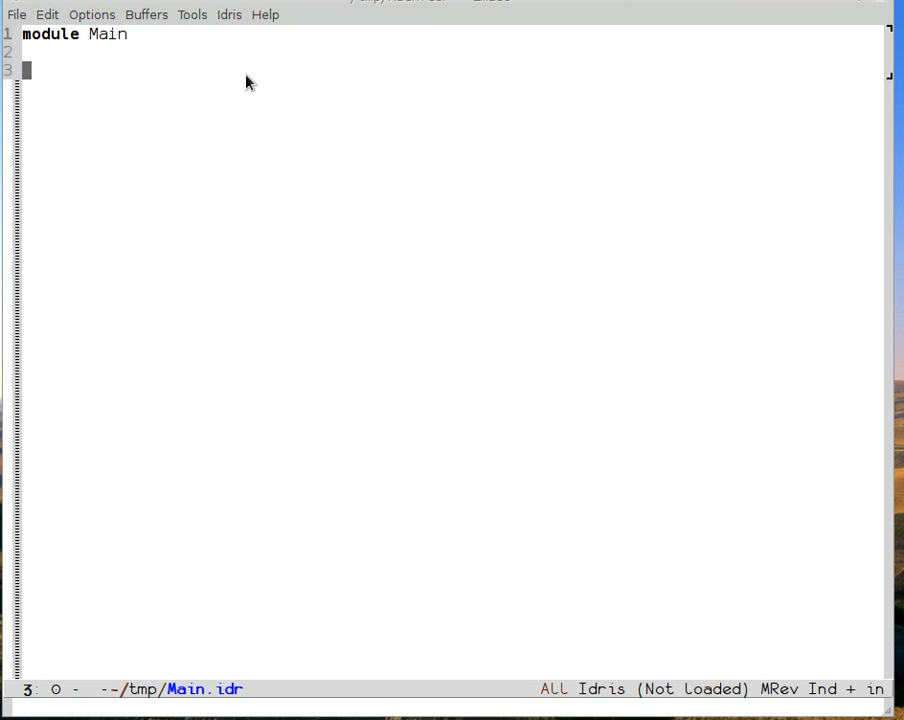 File Edit Options Buffers Tools Idris Help
1 module Main
2
3
3: O - --/tmp/Main.idr All Idris (Not Loaded) MRev Ind + in